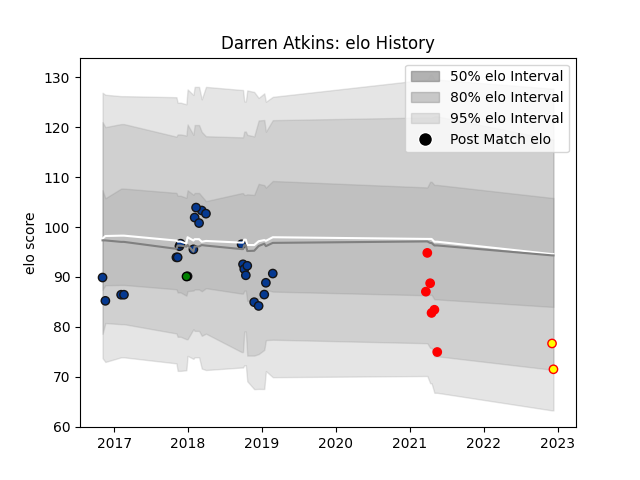 Darren Atkins: elo History
50% elo Interval
80% elo Interval
95% elo Interval
Post Match elo
elo score
130
120
110
100
90
80
70
60
2017 2018 2019 2020 2021 2022 2023